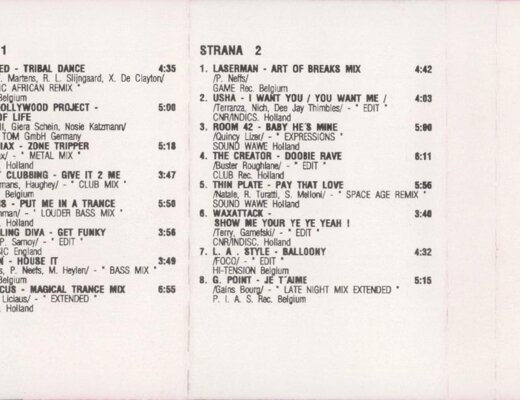 1
ED - TRIBAL DANCE 4:35
. Martens, R. L. Slijngaard, X. De Clayton/
IC AFRICAN REMIX "
Belgium
OLLYWOOD PROJECT - 5:00
OF LIFE
ll, Giera Schein, Nosie Katzmann/
TOM GmbH Germany
IAX - ZONE TRIPPER 5:18
x/ - " METAL MIX "
Holland
CLUBBING - GIVE IT 2 ME 3:47
mans, Haughey/ - " CLUB MIX "
Belgium
S - PUT ME IN A TRANCE 5:50
nman/ - " LOUDER BASS MIX "
. Holland
LING DIVA - GET FUNKY 3:56
P. Samoy/ - " EDIT "
SIC England
N - HOUSE IT 3:49
s, P. Neefs, M. Heylen/ - " BASS MIX "
Belgium
CUS - MAGICAL TRANCE MIX 6:55
Liciaus/ - " EXTENDED "
. Holland
STRANA 2
1. LASERMAN - ART OF BREAKS MIX 4:42
/P. Neffs/
GAME Rec. Belgium
2. USHA - I WANT YOU / YOU WANT ME / 4:03
/Terranza, Nich, Dee Jay Thimbles/ - " EDIT "
CNR/INDICS. Holland
3. ROOM 42 - BABY HE'S MINE 5:00
/Quincy Lizer/ - " EXPRESSIONS "
SOUND WAWE Holland
4. THE CREATOR - DOOBIE RAVE 6:11
/Buster Roughlane/ - " EDIT "
CLUB Rec. Holland
5. THIN PLATE - PAY THAT LOVE 5:56
/Natale, R. Turatti, S. Melloni/ - " SPACE AGE REMIX "
SOUND WAWE Holland
6. WAXATTACK - 3:40
SHOW ME YOUR YE YE YEAH !
/Terry, Gametski/ - " EDIT "
CNR/INDISC. Holland
7. L. A . STYLE - BALLOONY 4:32
/FOCO/ - " EDIT "
HI-TENSION Belgium
8. G. POINT - JE T'AIME 5:15
/Gains Bourg/ - " LATE NIGHT MIX EXTENDED "
P. I. A. S. Rec. Belgium